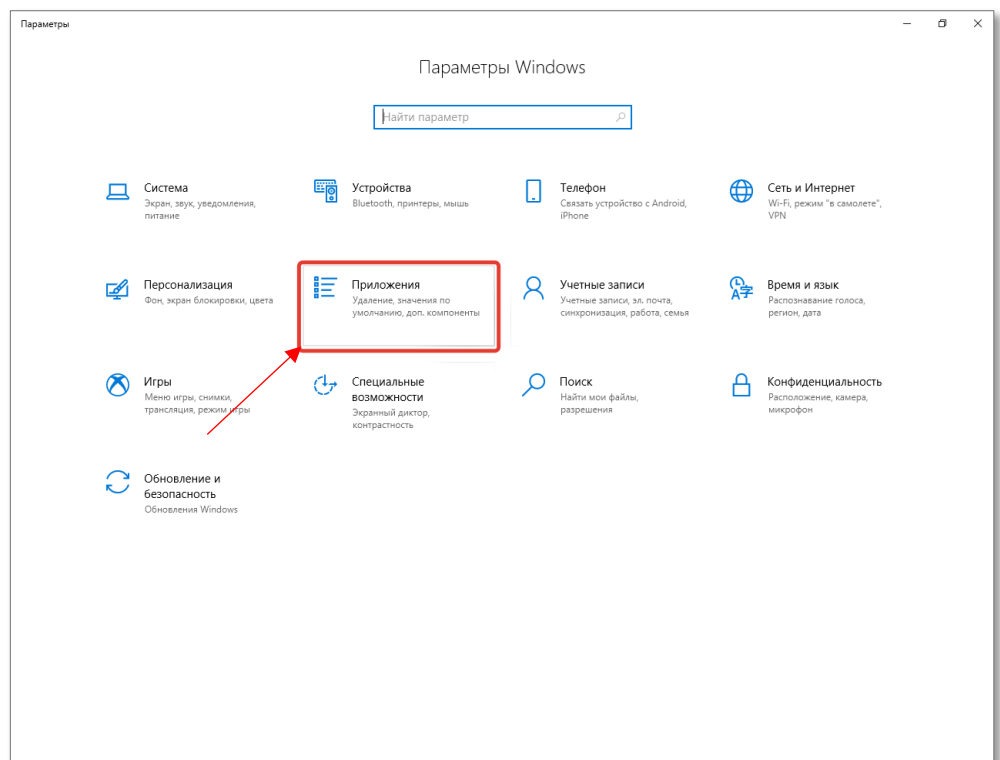 Параметры
Параметры Windows
Найти параметр
Система
Экран, звук, уведомления,
питание
Устройства
Bluetooth, принтеры, мышь
Телефон
Связать устройство с Android,
iPhone
Сеть и Интернет
Wi-Fi, режим "в самолете",
VPN
Персонализация
Фон, экран блокировки, цвета
Приложения
Удаление, значения по
умолчанию, доп. компоненты
Учетные записи
Учетные записи, эл. почта,
синхронизация, работа, семья
Время и язык
Распознавание голоса,
регион, дата
Игры
Меню игры, снимки,
трансляция, режим игры
Специальные
возможности
Экранный диктор,
контрастность
Поиск
Найти мои файлы,
разрешения
Конфиденциальность
Расположение, камера,
микрофон
Обновление и
безопасность
Обновления Windows